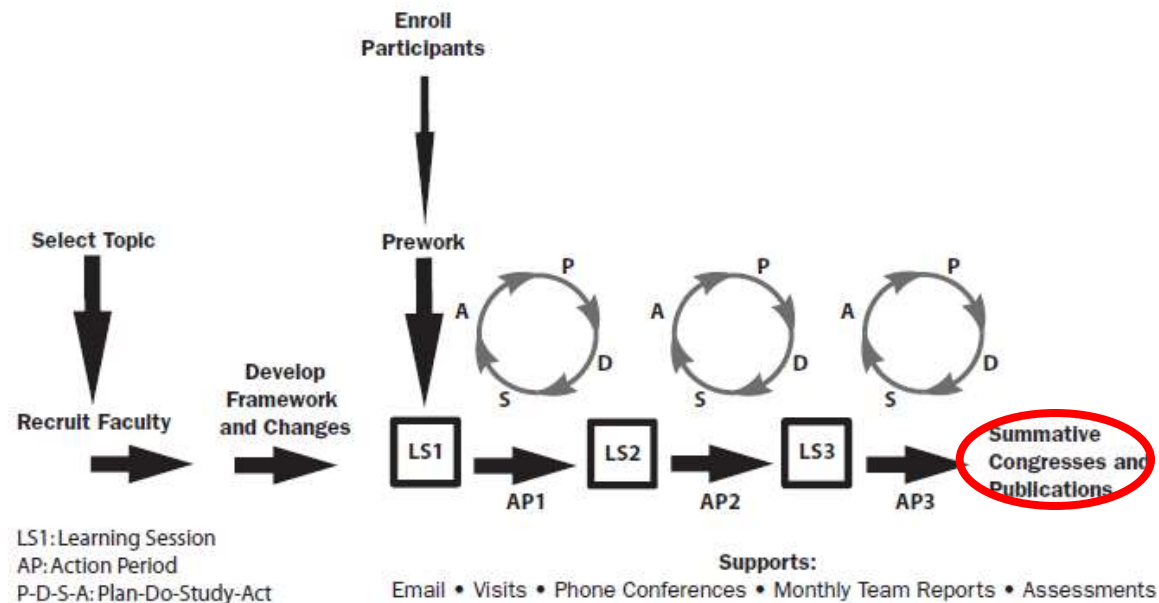 Enroll
Participants
Select Topic
Prework
P
P
P
A
A
A
D
D
D
S
S
S
Develop
Framework
and Changes
Recruit Faculty
LS1
LS2
LS3
Summative
Congresses and
Publications
AP1
AP2
AP3
LS1: Learning Session
AP: Action Period
P-D-S-A: Plan-Do-Study-Act
Supports:
Email • Visits • Phone Conferences • Monthly Team Reports • Assessments